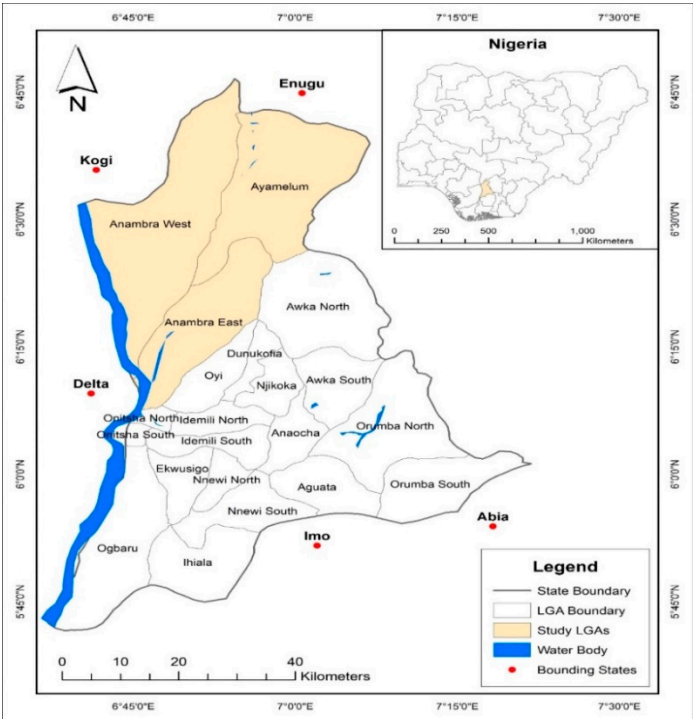 6°45'0"E
7°0'0"E
7°15'0"E
7°30'0"E
Nigeria
N
Enugu
6°45'0"N
6°45'0"N
Kogi
Ayamelum
Anambra West
6°30'0"N
6°30'0"N
0 250 500 1,000
Kilometers
Awka North
Anambra East
6°15'0"N
6°15'0"N
Dunukofia
Oyi
Njikoka
Awka South
Delta
Onitsha North
Idemili North
Orumba North
Onitsha South
Idemili South
Anaocha
6°0'0"N
6°0'0"N
Ekwusigo
Nnewi North
Aguata
Orumba South
Nnewi South
Abia
Imo
Ogbaru
Ihiala
5°45'0"N
5°45'0"N
Legend
State Boundary
LGA Boundary
Study LGAs
Water Body
Bounding States
0 5 10 20 40
Kilometers
6°45'0"E
7°0'0"E
7°15'0"E
7°30'0"E